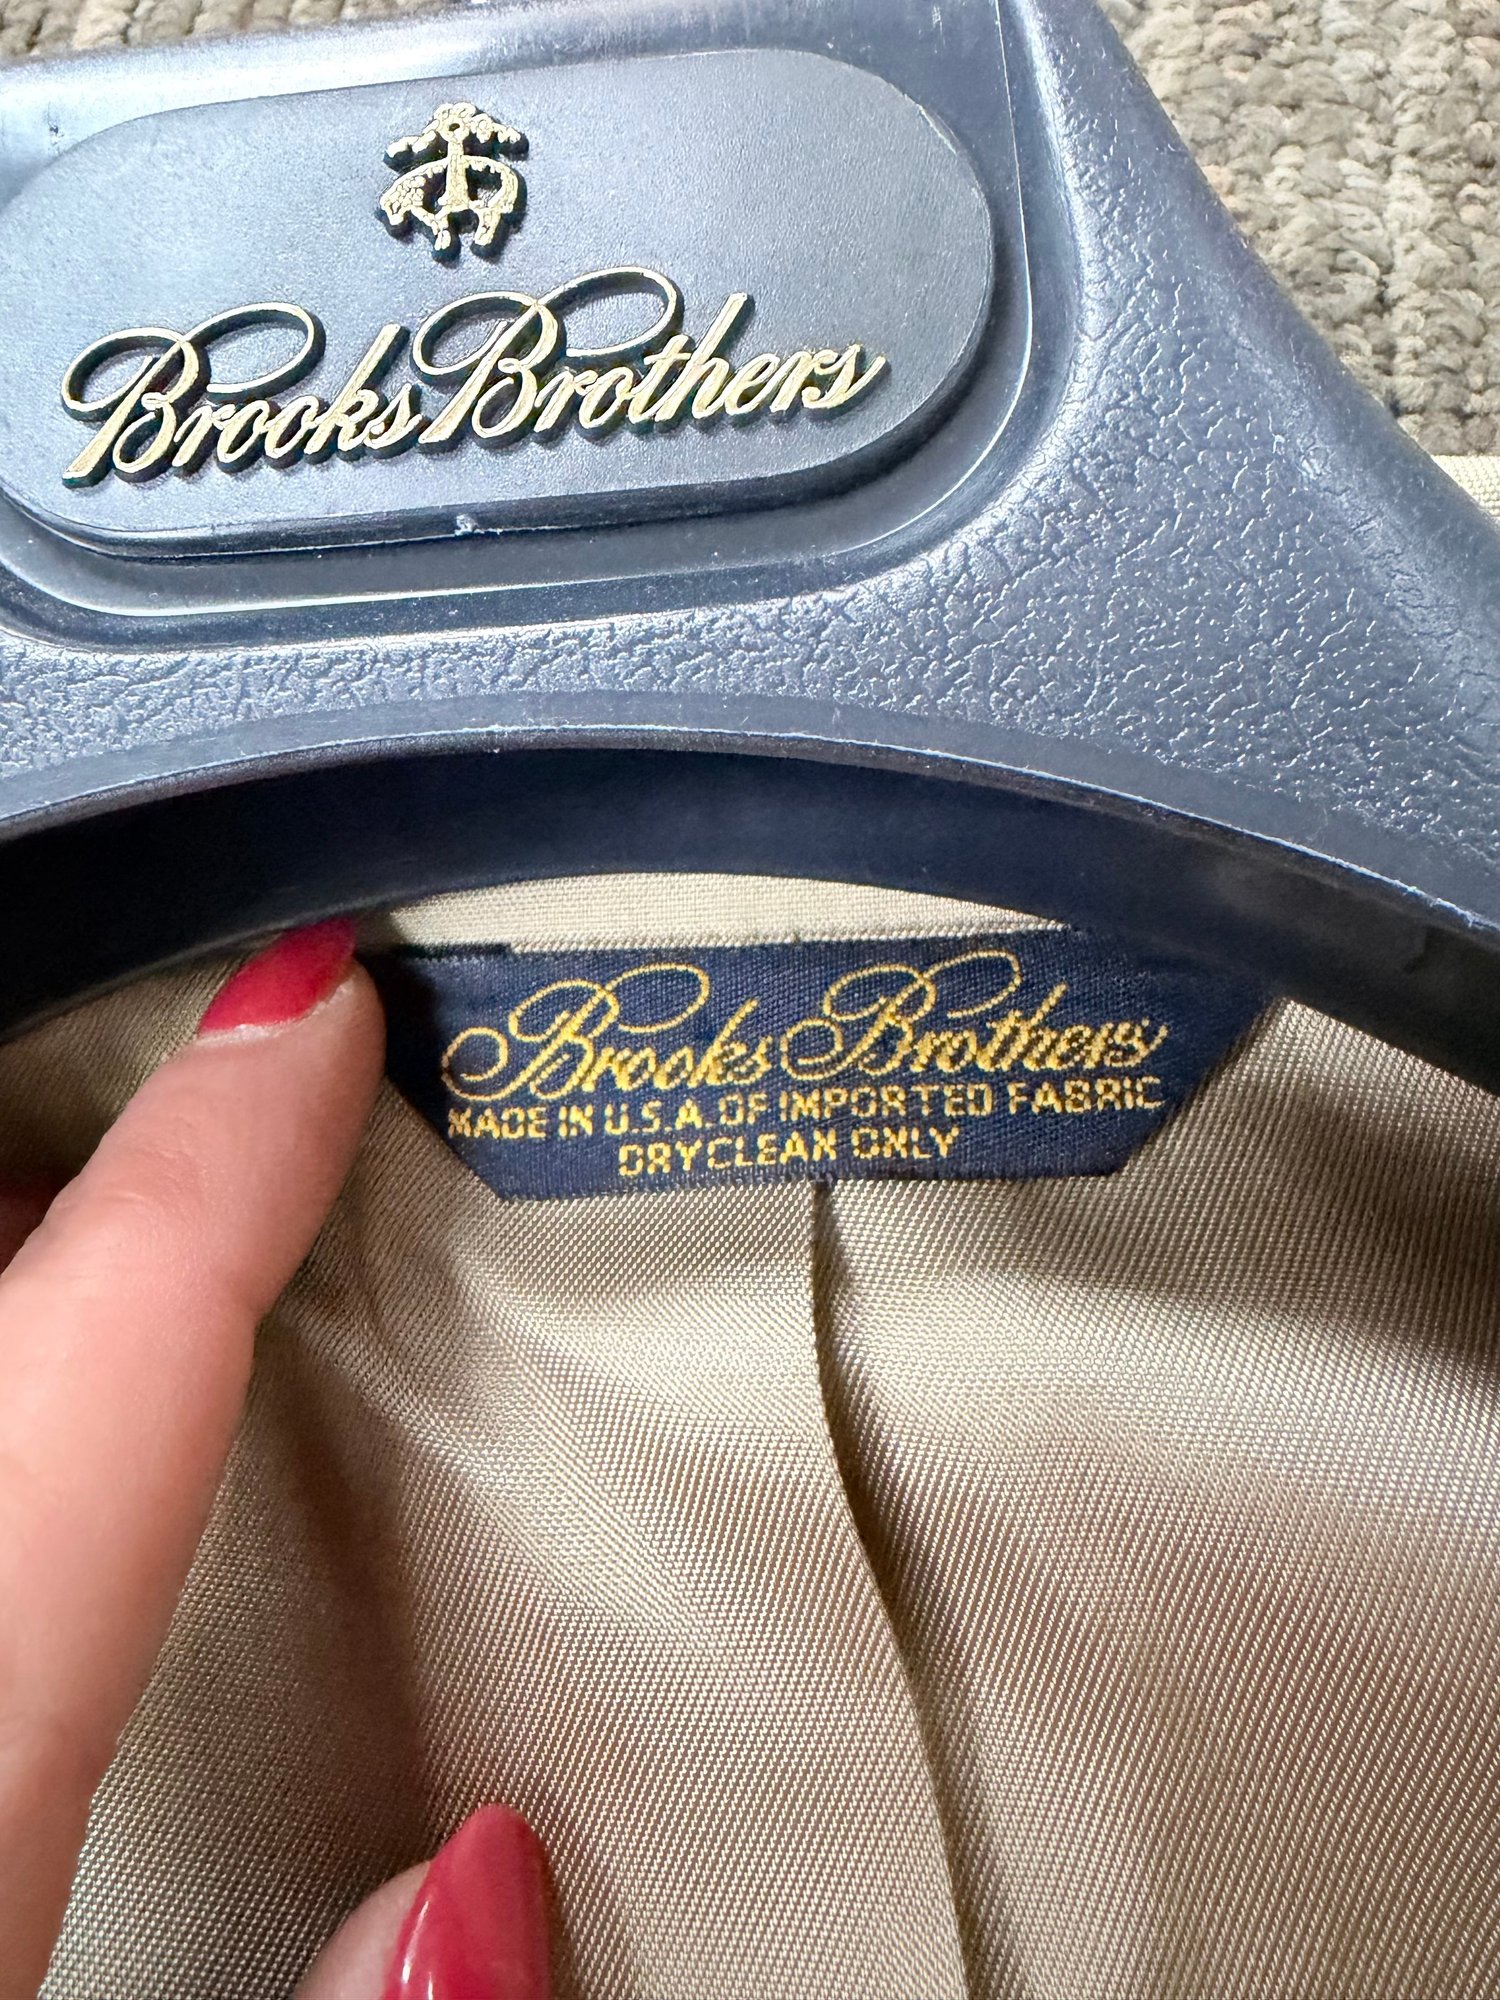 Brooks Brothers
Brooks Brothers
MADE IN U.S.A. OF IMPORTED FABRIC
DRYCLEAN ONLY